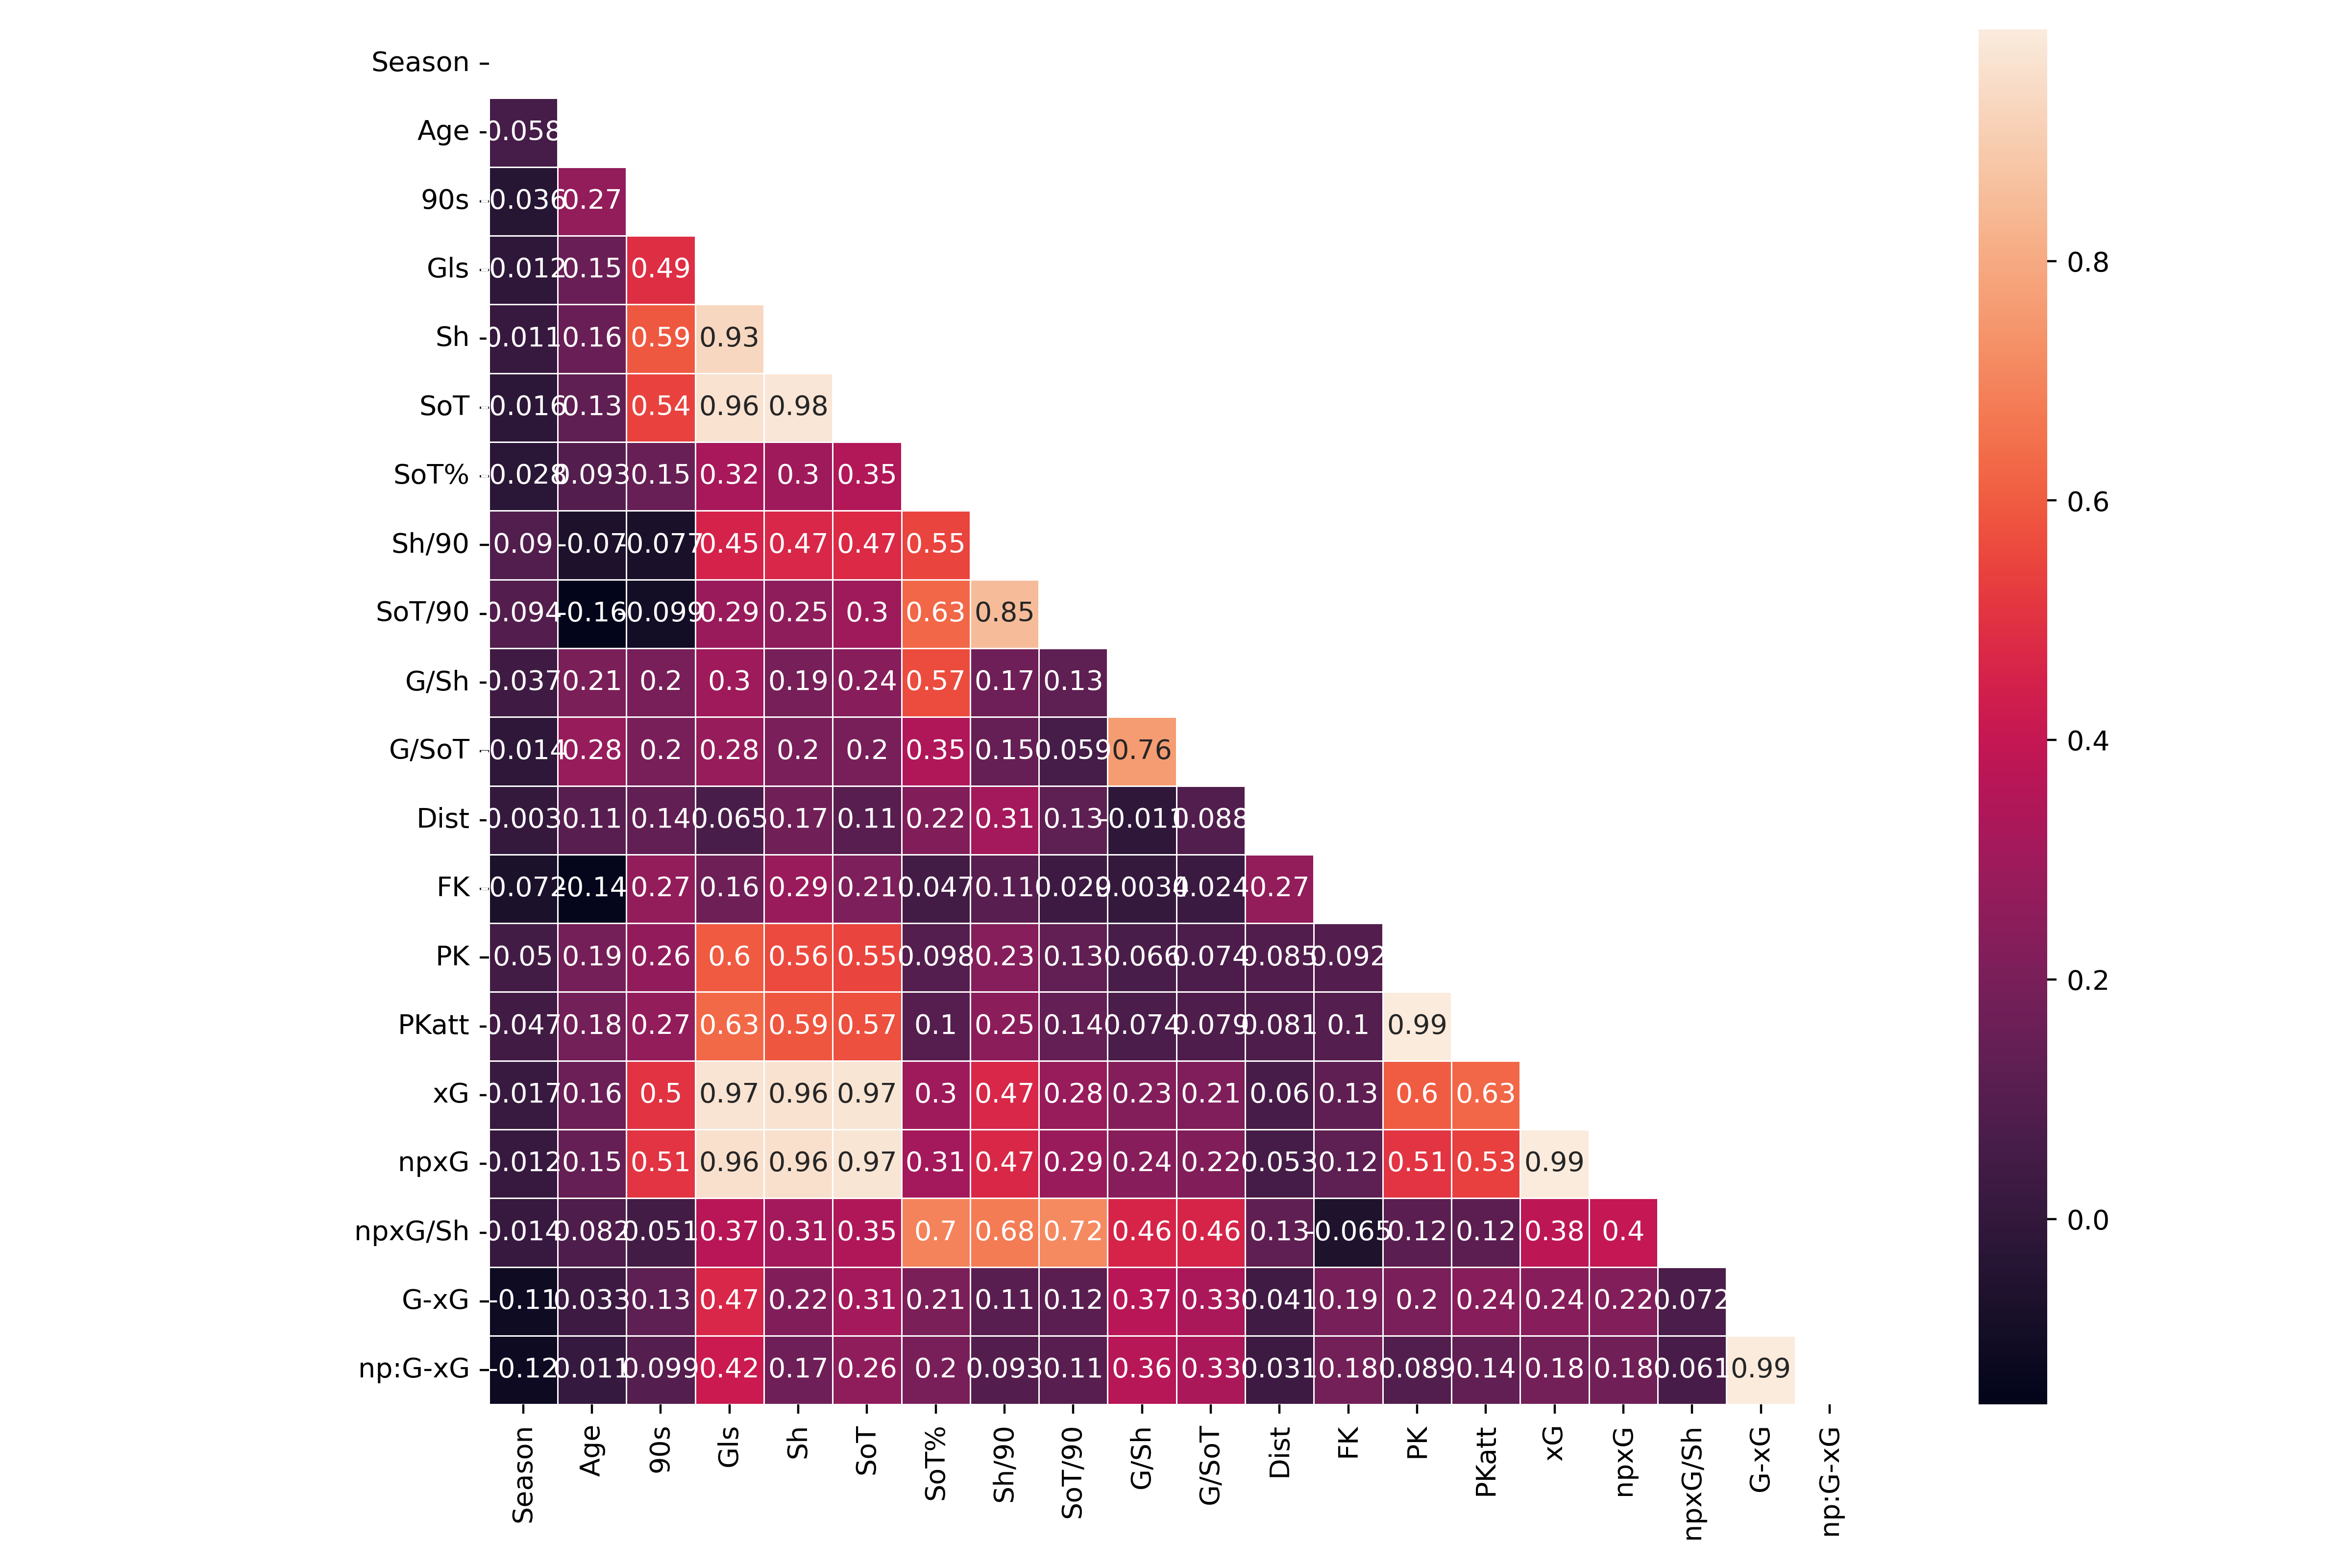 Season
Age 0.058
90s -0.036 0.27
Gls -0.012 0.15 0.49
Sh 0.011 0.16 0.59 0.93
SoT -0.016 0.13 0.54 0.96 0.98
SoT% -0.028 0.093 0.15 0.32 0.3 0.35
Sh/90 0.09 -0.07 -0.077 0.45 0.47 0.47 0.55
SoT/90 0.094 -0.16 -0.099 0.29 0.25 0.3 0.63 0.85
G/Sh 0.037 0.21 0.2 0.3 0.19 0.24 0.57 0.17 0.13
G/SoT -0.014 0.28 0.2 0.28 0.2 0.2 0.35 0.15 0.059 0.76
Dist 0.003 0.11 0.14 0.065 0.17 0.11 0.22 0.31 0.13 -0.011 0.088
FK -0.072 -0.14 0.27 0.16 0.29 0.21 0.047 0.11 0.029 0.0034 0.024 0.27
PK 0.05 0.19 0.26 0.6 0.56 0.55 0.098 0.23 0.13 0.066 0.074 0.085 0.092
PKatt 0.047 0.18 0.27 0.63 0.59 0.57 0.1 0.25 0.14 0.074 0.079 0.081 0.1 0.99
xG 0.017 0.16 0.5 0.97 0.96 0.97 0.3 0.47 0.28 0.23 0.21 0.06 0.13 0.6 0.63
npxG 0.012 0.15 0.51 0.96 0.96 0.97 0.31 0.47 0.29 0.24 0.22 0.053 0.12 0.51 0.53 0.99
npxG/Sh 0.014 0.082 0.051 0.37 0.31 0.35 0.7 0.68 0.72 0.46 0.46 0.13 -0.065 0.12 0.12 0.38 0.4
G-xG -0.11 0.033 0.13 0.47 0.22 0.31 0.21 0.11 0.12 0.37 0.33 0.041 0.19 0.2 0.24 0.24 0.22 0.072
np:G-xG -0.12 0.011 0.099 0.42 0.17 0.26 0.2 0.093 0.11 0.36 0.33 0.031 0.18 0.089 0.14 0.18 0.18 0.061 0.99
Season Age 90s Gls Sh SoT SoT% Sh/90 SoT/90 G/Sh G/SoT Dist FK PK PKatt xG npxG npxG/Sh G-xG np:G-xG
0.8
0.6
0.4
0.2
0.0